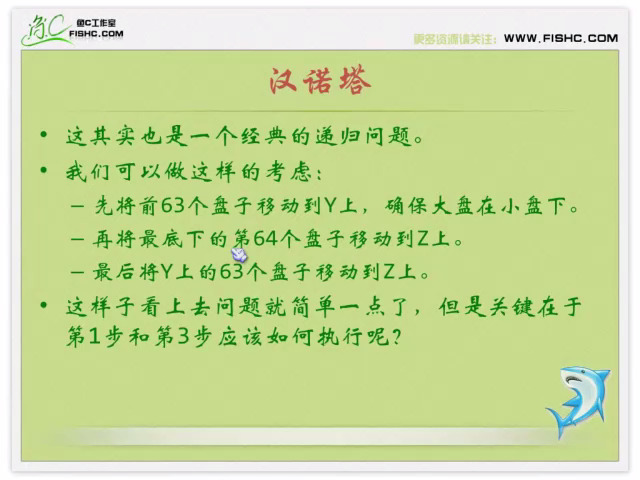 鱼C 鱼C工作室
FISHC.COM
更多资源请关注: WWW.FISHC.COM
汉诺塔
• 这其实也是一个经典的递归问题。
• 我们可以做这样的考虑：
– 先将前63个盘子移动到Y上，确保大盘在小盘下。
– 再将最底下的第64个盘子移动到Z上。
– 最后将Y上的63个盘子移动到Z上。
• 这样子看上去问题就简单一点了，但是关键在于
第1步和第3步应该如何执行呢？